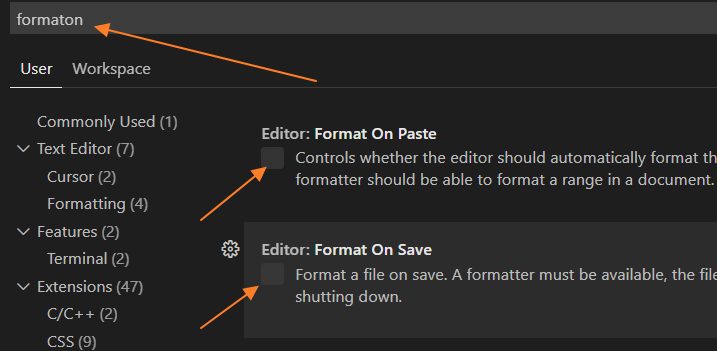 formaton
User Workspace
Commonly Used (1)
Text Editor (7)
Cursor (2)
Formatting (4)
Features (2)
Terminal (2)
Extensions (47)
C/C++ (2)
CSS (9)
Editor: Format On Paste
Controls whether the editor should automatically format th
formatter should be able to format a range in a document.
Editor: Format On Save
Format a file on save. A formatter must be available, the file
shutting down.